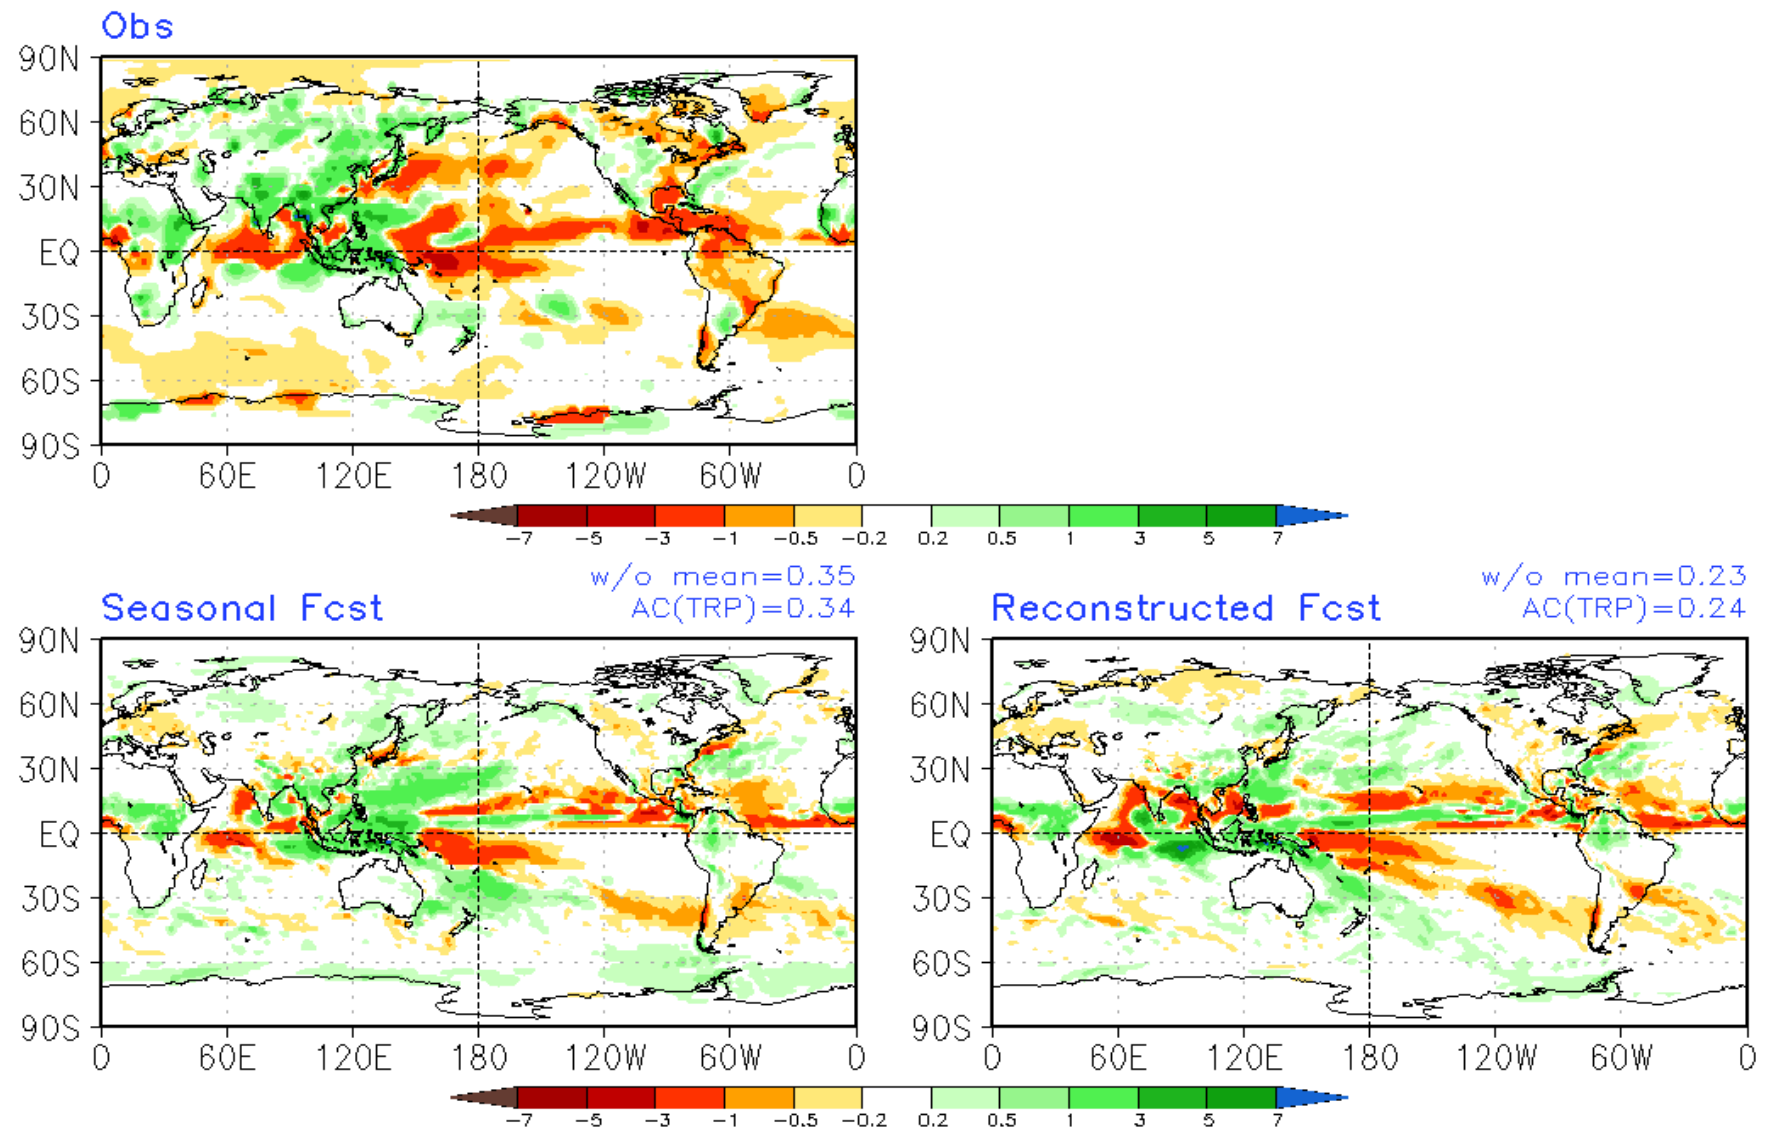 Obs
90N
60N
30N
EQ
30S
60S
90S
0 60E 120E 180 120W 60W 0
-7 -5 -3 -1 -0.5 -0.2 0.2 0.5 1 3 5 7
w/o mean=0.35
Seasonal Fcst AC(TRP)=0.34
90N
60N
30N
EQ
30S
60S
90S
0 60E 120E 180 120W 60W 0
w/o mean=0.23
Reconstructed Fcst AC(TRP)=0.24
90N
60N
30N
EQ
30S
60S
90S
0 60E 120E 180 120W 60W 0
-7 -5 -3 -1 -0.5 -0.2 0.2 0.5 1 3 5 7